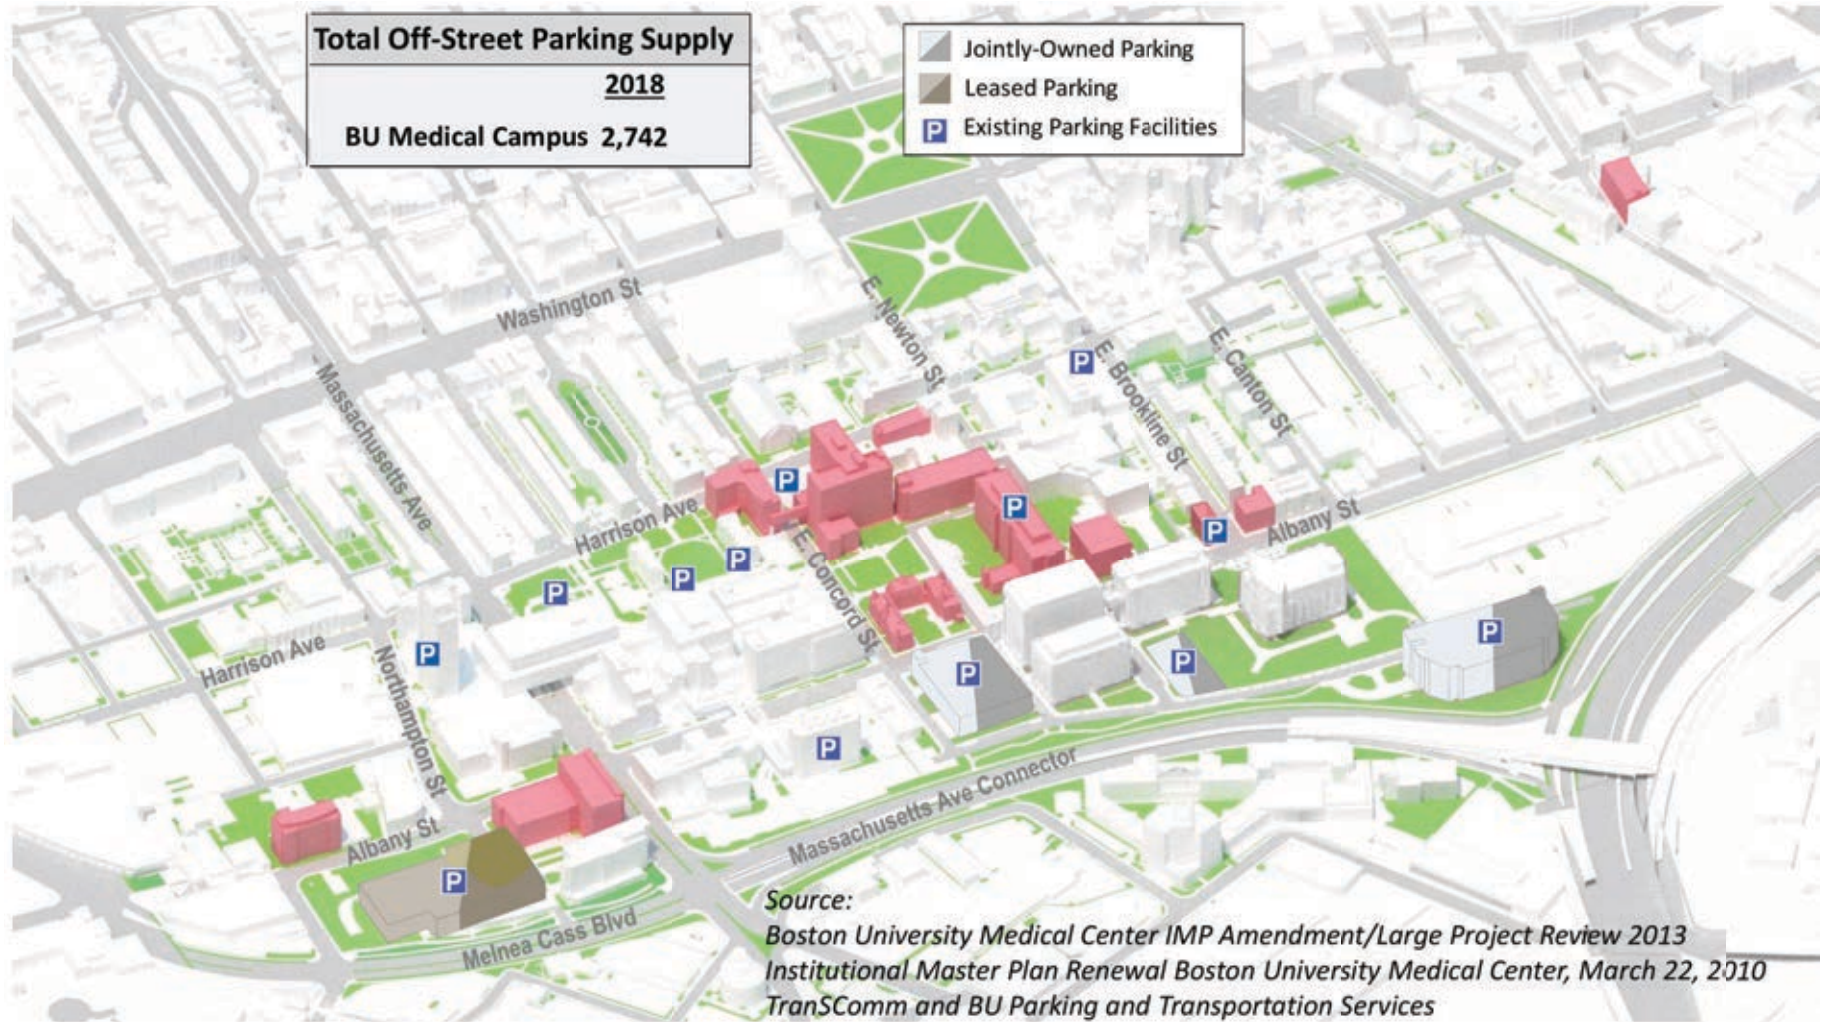 Total Off-Street Parking Supply
2018
BU Medical Campus 2,742
Jointly-Owned Parking
Leased Parking
P Existing Parking Facilities
Washington St
E. Newton St
E. Canton St
P
E. Brookline St
Massachusetts Ave
P
P
Harrison Ave
P
Albany St
E. Concord St
P
P
P
P
Harrison Ave
P
Northampton St
P
P
P
Massachusetts Ave Connector
Albany St
P
Melnea Cass Blvd
Source:
Boston University Medical Center IMP Amendment/Large Project Review 2013
Institutional Master Plan Renewal Boston University Medical Center, March 22, 2010
TranSComm and BU Parking and Transportation Services